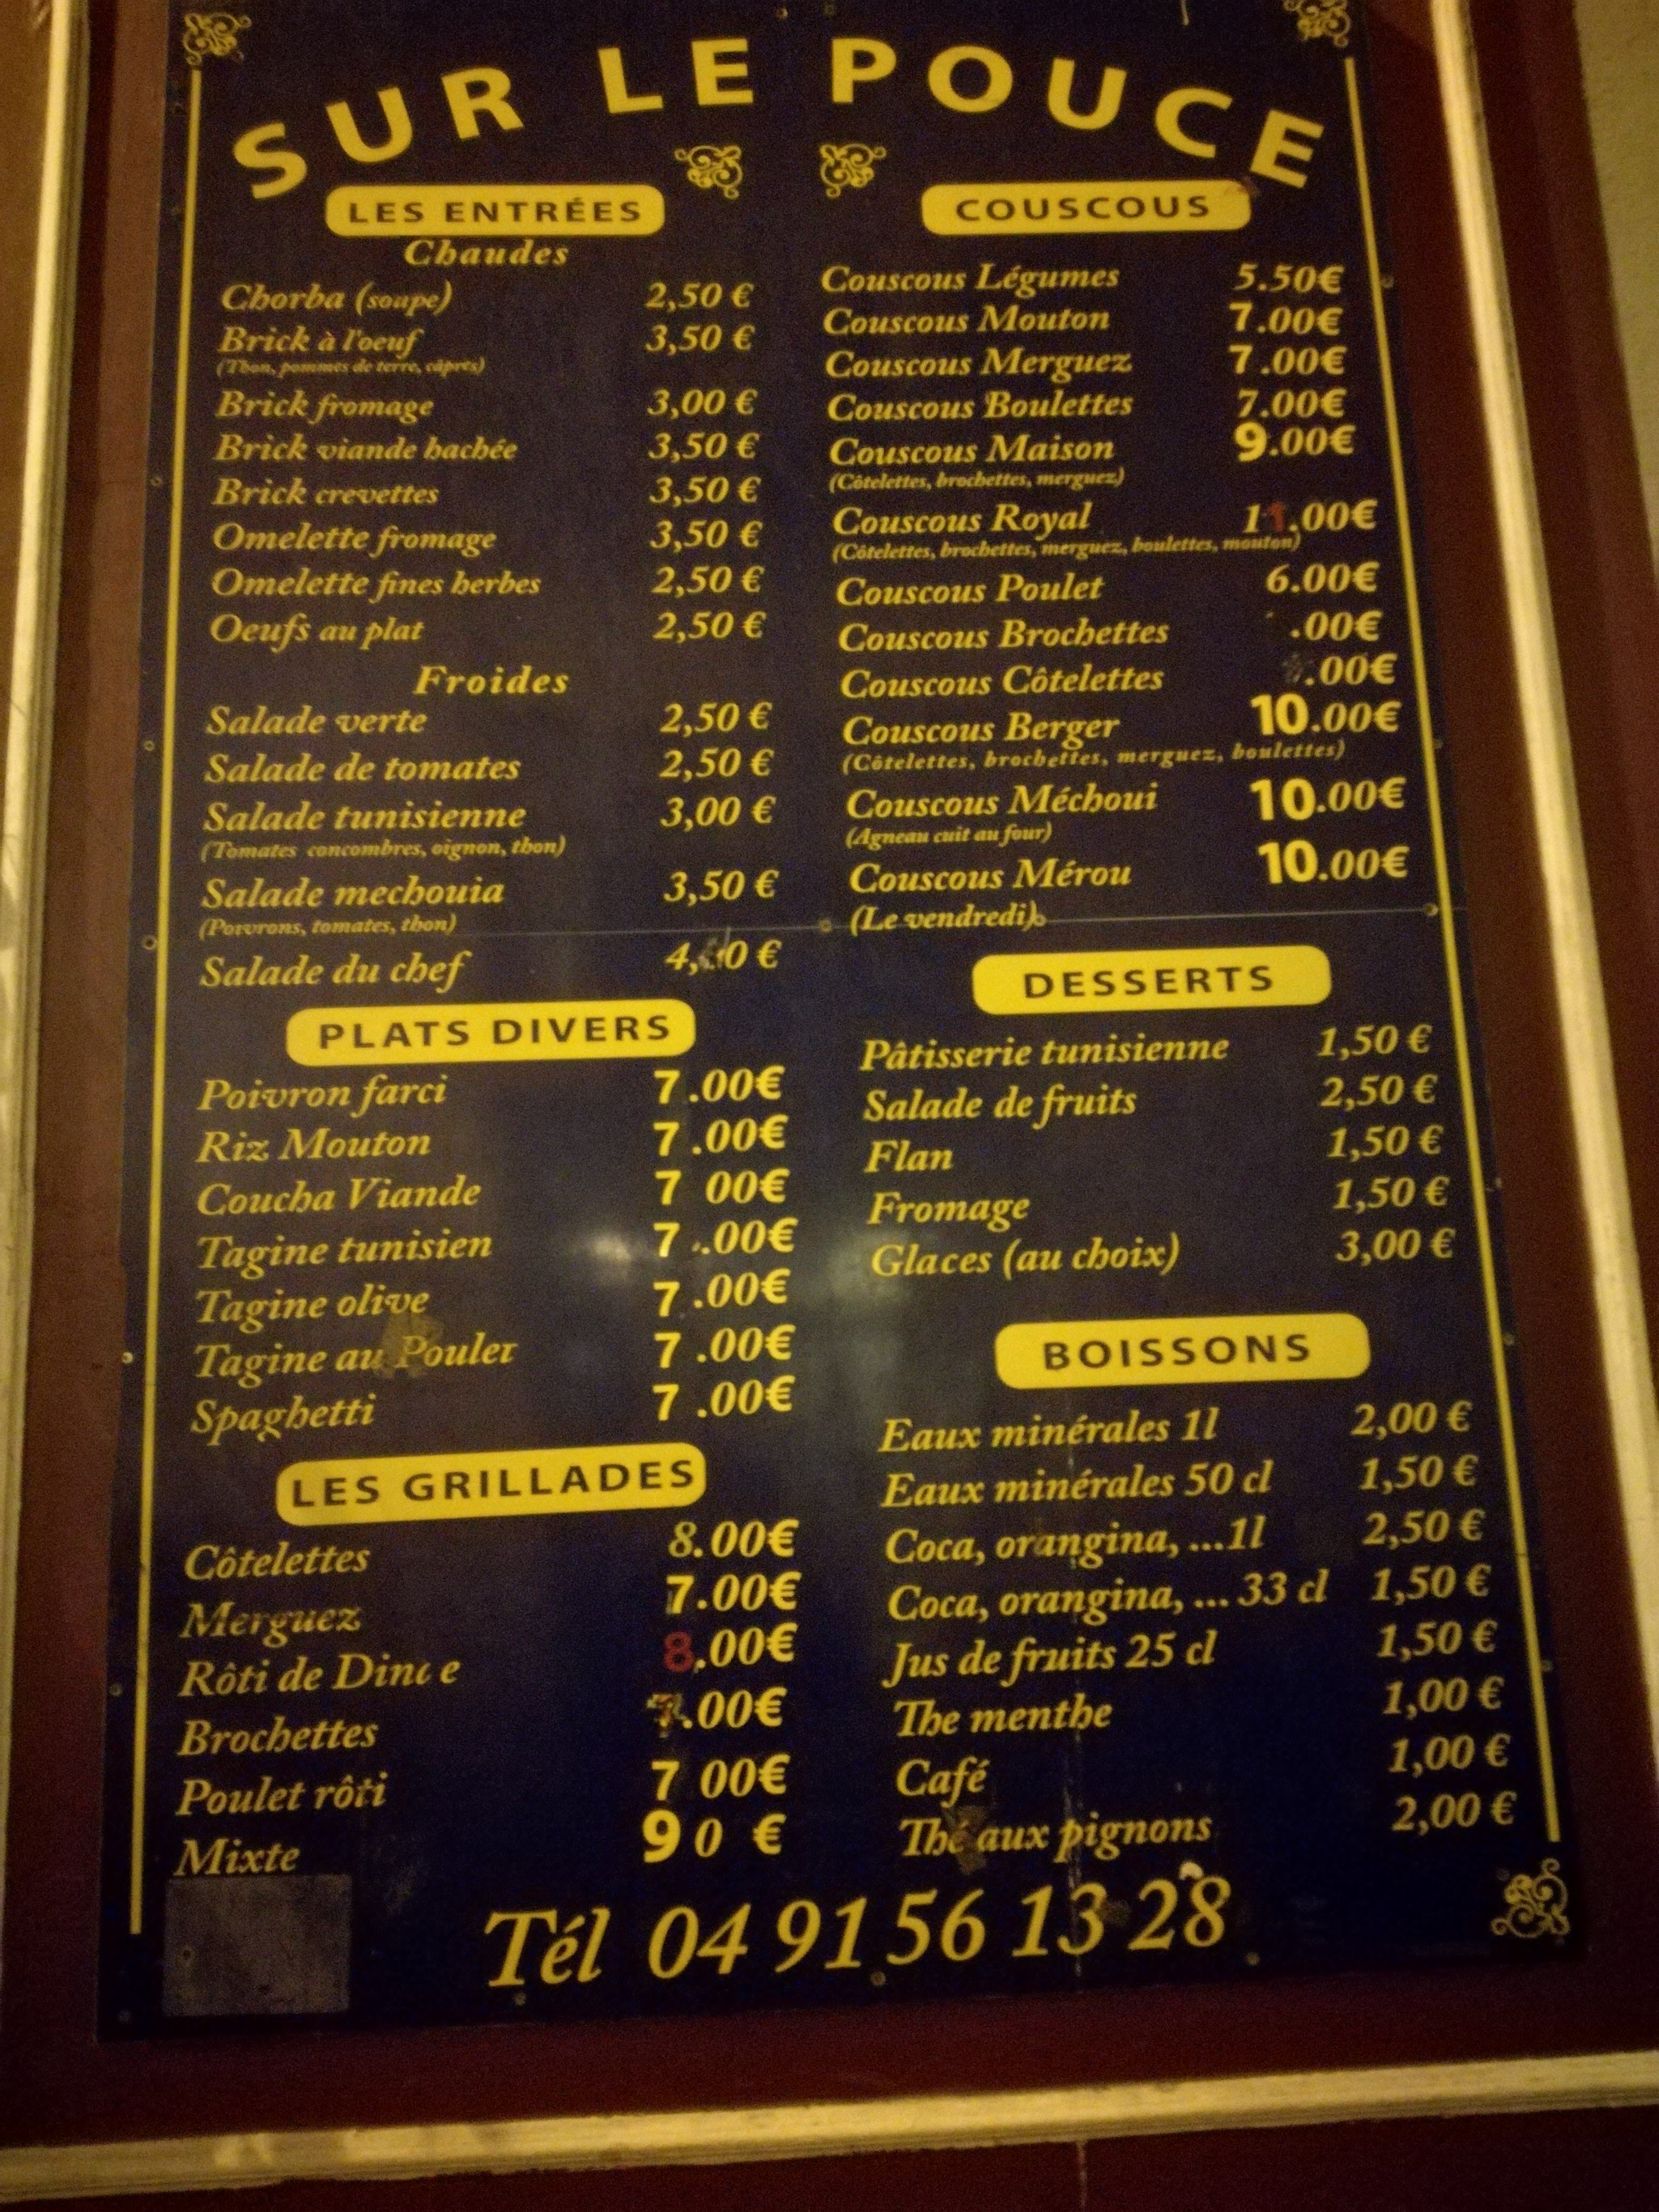 SUR LE POUCE
LES ENTRÉES
Chaudes
Chorba (soupe) 2,50 €
Brick à l'oeuf 3,50 €
(Thon, pommes de terre, câpres)
Brick fromage 3,00 €
Brick viande hachée 3,50 €
Brick crevettes 3,50 €
Omelette fromage 3,50 €
Omelette fines herbes 2,50 €
Oeufs au plat 2,50 €
Froides
Salade verte 2,50 €
Salade de tomates 2,50 €
Salade tunisienne 3,00 €
(Tomates concombres, oignon, thon)
Salade mechouia 3,50 €
(Poivrons, tomates, thon)
Salade du chef
PLATS DIVERS
Poivron farci 7.00€
Riz Mouton 7.00€
Coucha Viande 7 00€
Tagine tunisien 7.00€
Tagine olive 7.00€
Tagine au Poulet 7.00€
Spaghetti 7.00€
LES GRILLADES
Côtelettes 8.00€
Merguez 7.00€
Rôti de Dinde 8.00€
Brochettes 7.00€
Poulet rôti 7 00€
Mixte 9 0 €
COUSCOUS
Couscous Légumes 5.50€
Couscous Mouton 7.00€
Couscous Merguez 7.00€
Couscous Boulettes 7.00€
Couscous Maison 9.00€
(Côtelettes, brochettes, merguez)
Couscous Royal 11.00€
(Côtelettes, brochettes, merguez, boulettes, mouton)
Couscous Poulet 6.00€
Couscous Brochettes .00€
Couscous Côtelettes .00€
Couscous Berger 10.00€
(Côtelettes, brochettes, merguez, boulettes)
Couscous Méchoui 10.00€
(Agneau cuit au four)
Couscous Mérou 10.00€
(Le vendredi)
DESSERTS
Pâtisserie tunisienne 1,50 €
Salade de fruits 2,50 €
Flan 1,50 €
Fromage 1,50 €
Glaces (au choix) 3,00 €
BOISSONS
Eaux minérales 1l 2,00 €
Eaux minérales 50 cl 1,50 €
Coca, orangina, ...1l 2,50 €
Coca, orangina, ... 33 cl 1,50 €
Jus de fruits 25 cl 1,50 €
The menthe 1,00 €
Café 1,00 €
The aux pignons 2,00 €
Tél 04 91 56 13 28